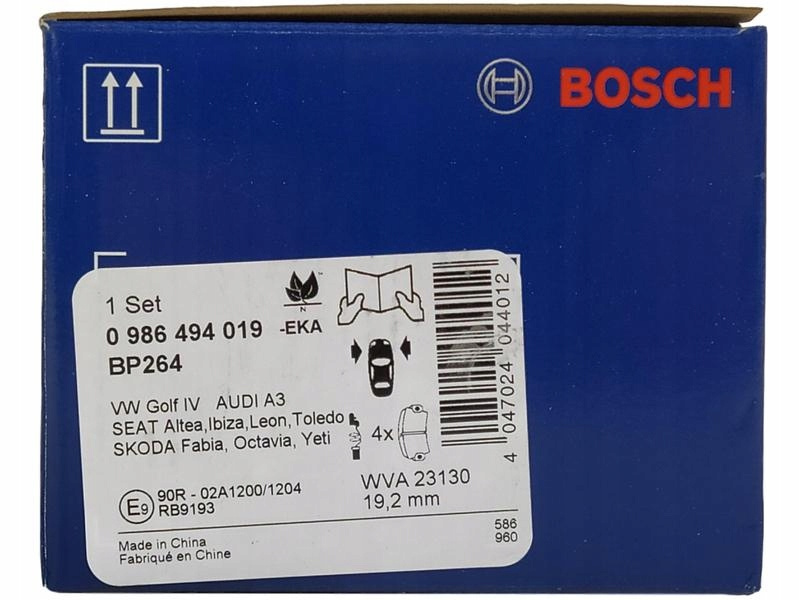 BOSCH
1 Set
0 986 494 019 -EKA
BP264
N
VW Golf IV AUDI A3
SEAT Altea,Ibiza,Leon,Toledo
SKODA Fabia, Octavia, Yeti
4x
4 047024 044012
WVA 23130
19,2 mm
E9 90R - 02A1200/1204
RB9193
Made in China
Fabriqué en Chine
586
960